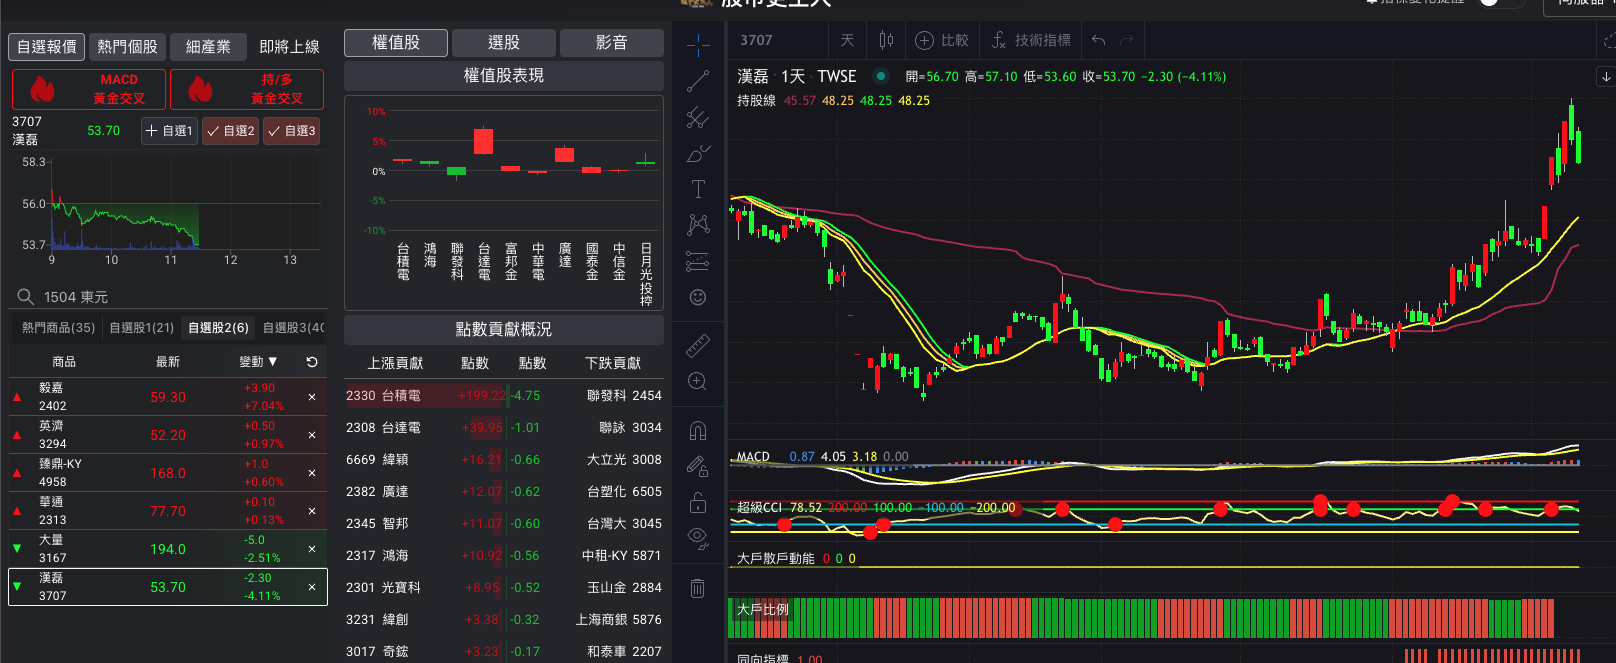 自選報價 熱門個股 細產業 即將上線
MACD
黃金交叉
持/多
黃金交叉
3707
漢磊
53.70
十 自選1
✓ 自選2
✓ 自選3
58.3
56.0
53.7
9 10 11 12 13
1504 東元
熱門商品(35) 自選股1(21) 自選股2(6) 自選股3(40
商品 最新 變動 ▼
▲ 毅嘉 2402 59.30 +3.90 +7.04% ×
▲ 英濟 3294 52.20 +0.50 +0.97% ×
▲ 臻鼎-KY 4958 168.0 +1.0 +0.60% ×
▲ 華通 2313 77.70 +0.10 +0.13% ×
▼ 大量 3167 194.0 -5.0 -2.51% ×
▼ 漢磊 3707 53.70 -2.30 -4.11% ×
權值股 選股 影音
權值股表現
10%
5%
0%
-5%
-10%
台積電 鴻海 聯發科 台達電 富邦金 中華電 廣達 國泰金 中信金 日月光投控
點數貢獻概況
上漲貢獻 點數 點數 下跌貢獻
2330 台積電 +199.22 -4.75 聯發科 2454
2308 台達電 +39.95 -1.01 聯詠 3034
6669 緯穎 +16.21 -0.66 大立光 3008
2382 廣達 +12.07 -0.62 台塑化 6505
2345 智邦 +11.07 -0.60 台灣大 3045
2317 鴻海 +10.92 -0.56 中租-KY 5871
2301 光寶科 +8.95 -0.52 玉山金 2884
3231 緯創 +3.38 -0.32 上海商銀 5876
3017 奇鋐 +3.23 -0.17 和泰車 2207
3707 天 比較 技術指標
漢磊 · 1天 · TWSE 開=56.70 高=57.10 低=53.60 收=53.70 −2.30 (−4.11%)
持股線 45.57 48.25 48.25 48.25
MACD 0.87 4.05 3.18 0.00
超級CCI 78.52 200.00 100.00 −100.00 −200.00
大戶散戶動能 0 0 0
大戶比例
同向指標 1.00